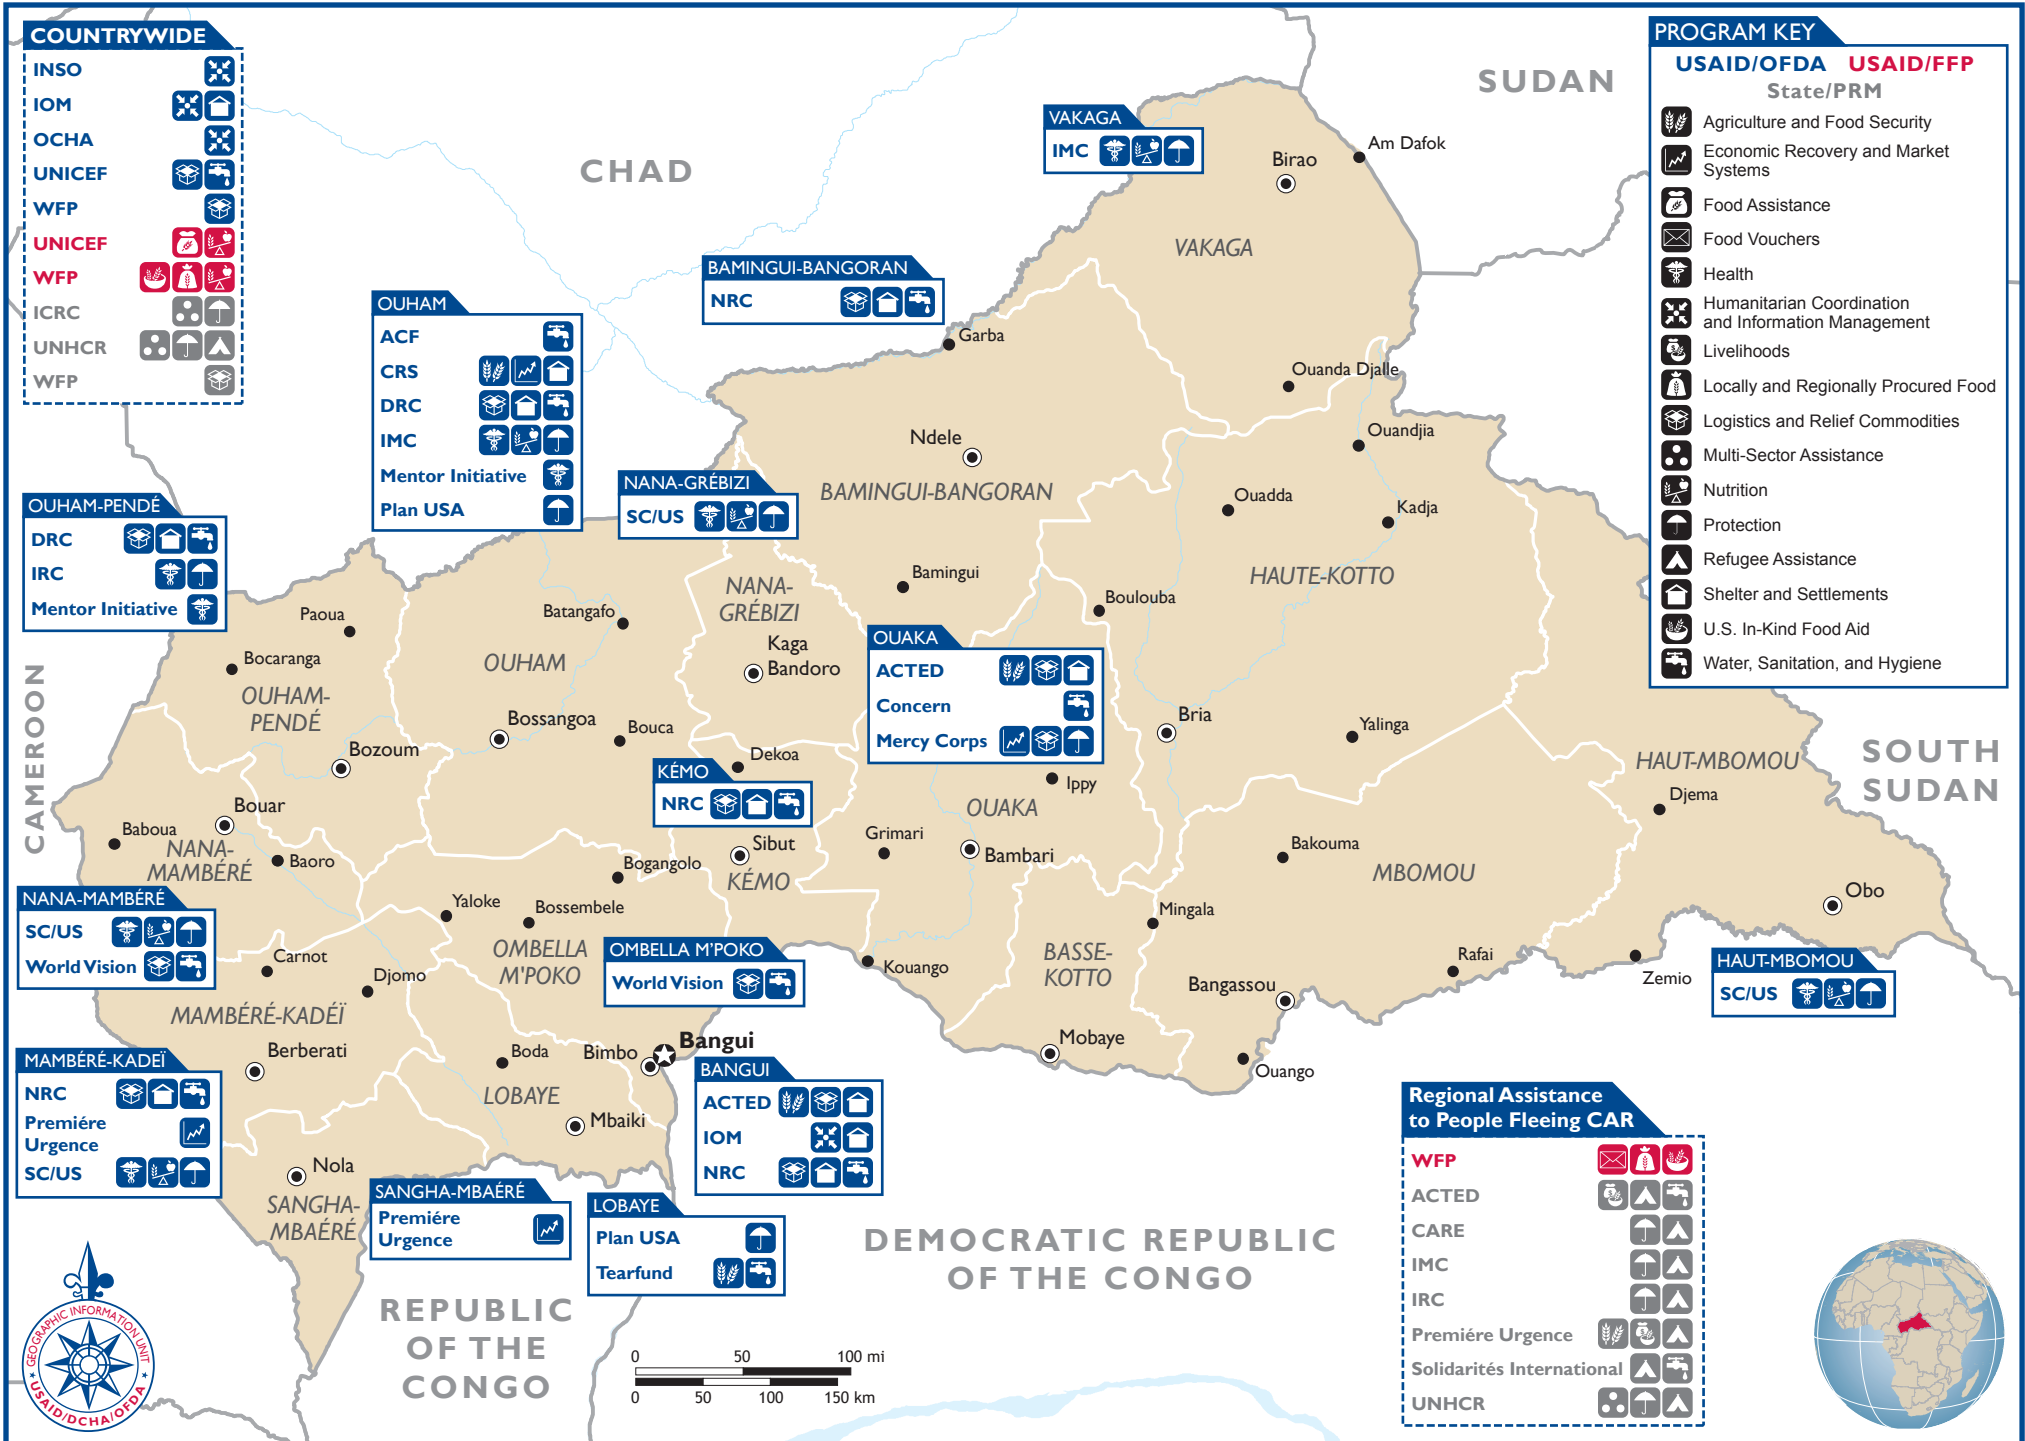 COUNTRYWIDE
INSO
IOM
OCHA
UNICEF
WFP
UNICEF
WFP
ICRC
UNHCR
WFP
PROGRAM KEY
USAID/OFDA USAID/FFP
State/PRM
Agriculture and Food Security
Economic Recovery and Market
Systems
Food Assistance
Food Vouchers
Health
Humanitarian Coordination
and Information Management
Livelihoods
Locally and Regionally Procured Food
Logistics and Relief Commodities
Multi-Sector Assistance
Nutrition
Protection
Refugee Assistance
Shelter and Settlements
U.S. In-Kind Food Aid
Water, Sanitation, and Hygiene
SUDAN
CHAD
VAKAGA
IMC
Am Dafok
Birao
VAKAGA
BAMINGUI-BANGORAN
NRC
Garba
Ouanda Djalle
OUHAM
ACF
CRS
DRC
IMC
Mentor Initiative
Plan USA
Ndele
Ouandjia
BAMINGUI-BANGORAN
Ouadda
Kadja
NANA-GRÉBIZI
SC/US
OUHAM-PENDÉ
DRC
IRC
Mentor Initiative
Bamingui
HAUTE-KOTTO
NANA-
GRÉBIZI
Boulouba
Paoua
Batangafo
Kaga
Bandoro
Bocaranga
OUHAM
OUHAM-
PENDÉ
CAMEROON
OUAKA
ACTED
Concern
Mercy Corps
Bossangoa
Bouca
Bria
Yalinga
Bozoum
Dekoa
HAUT-MBOMOU
SOUTH
SUDAN
KÉMO
NRC
Ippy
Djema
OUAKA
Bouar
Baboua
NANA-
MAMBÉRÉ
Baoro
Grimari
Sibut
Bambari
Bakouma
Bogangolo
KÉMO
MBOMOU
Obo
NANA-MAMBÉRÉ
SC/US
World Vision
Yaloke
Bossembele
Mingala
OMBELLA
M'POKO
OMBELLA M'POKO
World Vision
BASSE-
KOTTO
Carnot
Djomo
Kouango
Rafai
Zemio
HAUT-MBOMOU
SC/US
Bangassou
MAMBÉRÉ-KADÉÏ
Mobaye
Bangui
Bimbo
Boda
Berberati
Ouango
MAMBÉRÉ-KADEÏ
NRC
Premiére
Urgence
SC/US
LOBAYE
BANGUI
ACTED
IOM
NRC
Mbaiki
Nola
SANGHA-
MBAÉRÉ
SANGHA-MBAÉRÉ
Premiére
Urgence
LOBAYE
Plan USA
Tearfund
Regional Assistance
to People Fleeing CAR
WFP
ACTED
CARE
IMC
IRC
Premiére Urgence
Solidarités International
UNHCR
DEMOCRATIC REPUBLIC
OF THE CONGO
REPUBLIC
OF THE
CONGO
0 50 100 mi
0 50 100 150 km
GEOGRAPHIC INFORMATION UNIT
USAID/DCHA/OFDA